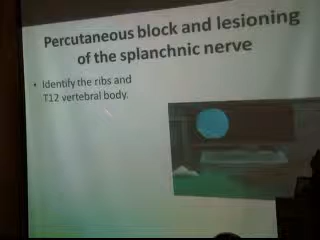 Percutaneous block and lesioning
of the splanchnic nerve
• Identify the ribs and
T12 vertebral body.